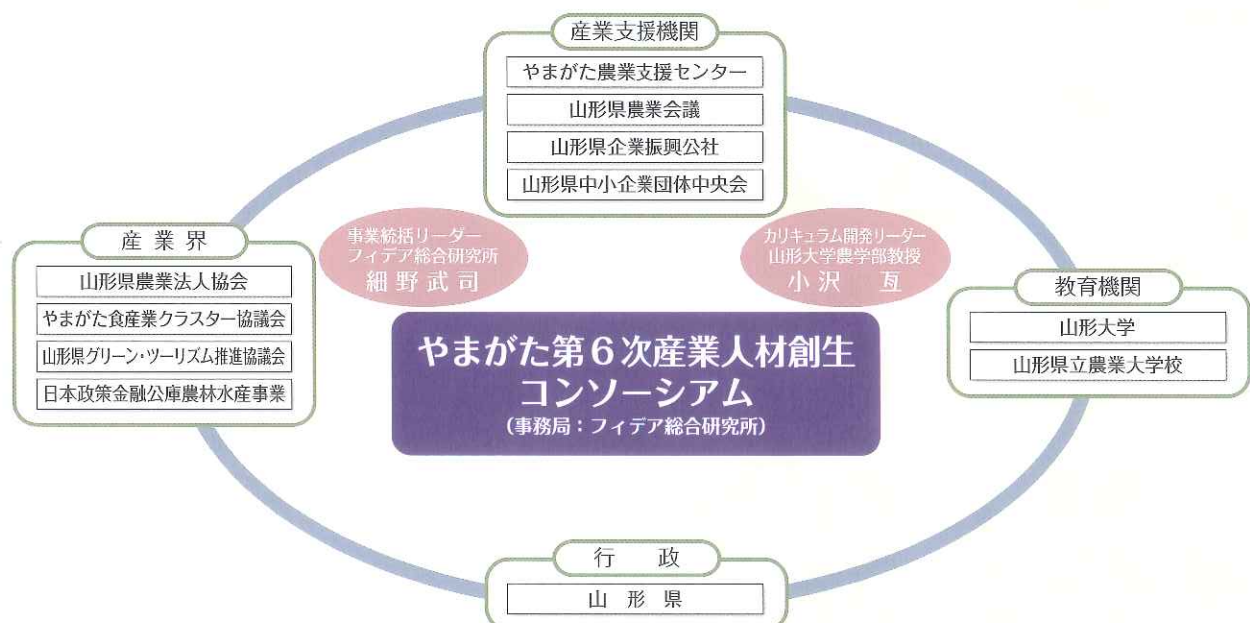 産業支援機関
やまがた農業支援センター
山形県農業会議
山形県企業振興公社
山形県中小企業団体中央会
産業界
山形県農業法人協会
やまがた食産業クラスター協議会
山形県グリーン・ツーリズム推進協議会
日本政策金融公庫農林水産事業
事業統括リーダー
フィデア総合研究所
細野武司
カリキュラム開発リーダー
山形大学農学部教授
小沢 亙
教育機関
山形大学
山形県立農業大学校
やまがた第6次産業人材創生
コンソーシアム
(事務局:フィデア総合研究所)
行 政
山 形 県